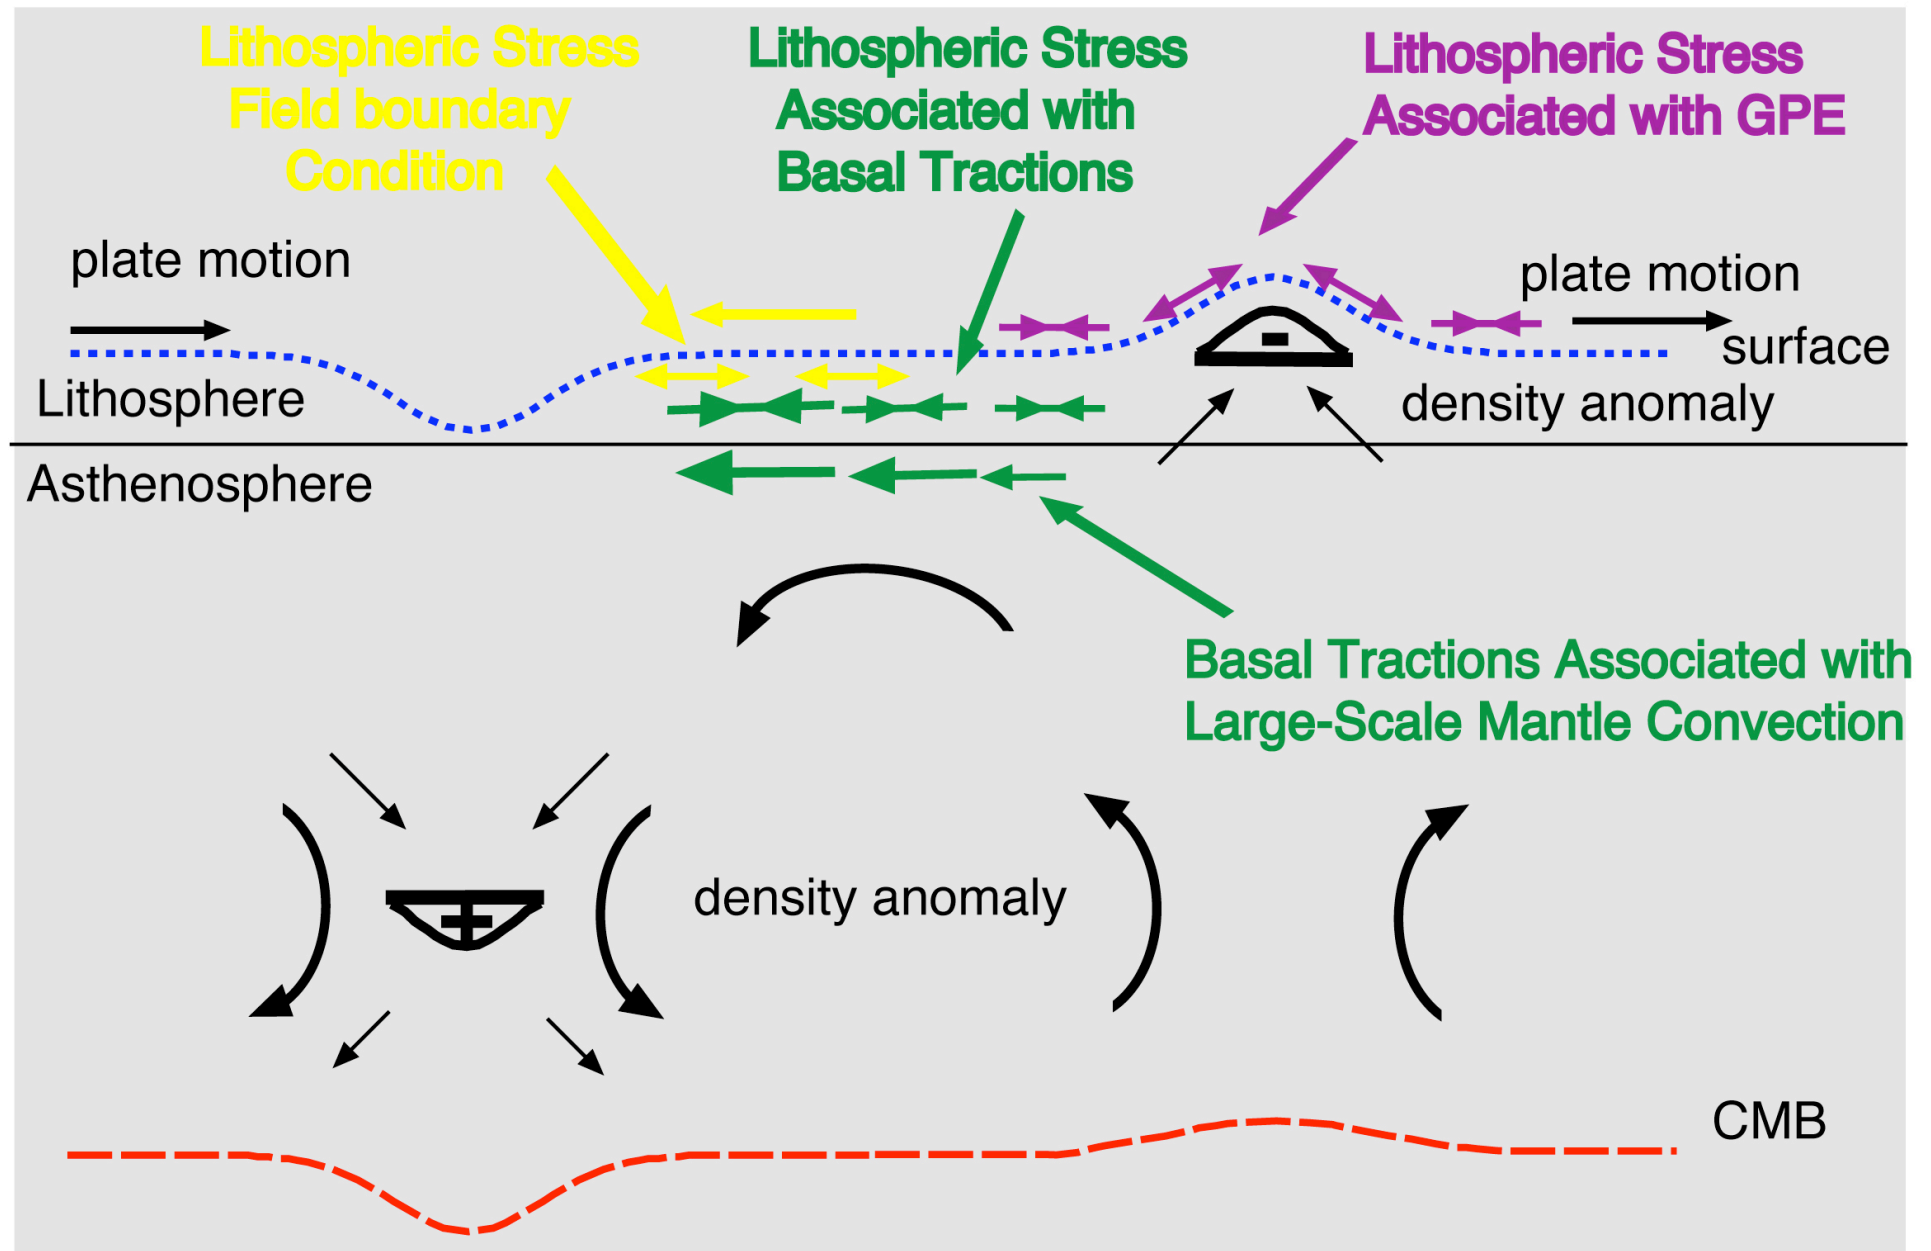 Lithospheric Stress
Field boundary
Condition
Lithospheric Stress
Associated with
Basal Tractions
Lithospheric Stress
Associated with GPE
plate motion
plate motion
surface
Lithosphere
density anomaly
Asthenosphere
Basal Tractions Associated with
Large-Scale Mantle Convection
density anomaly
CMB